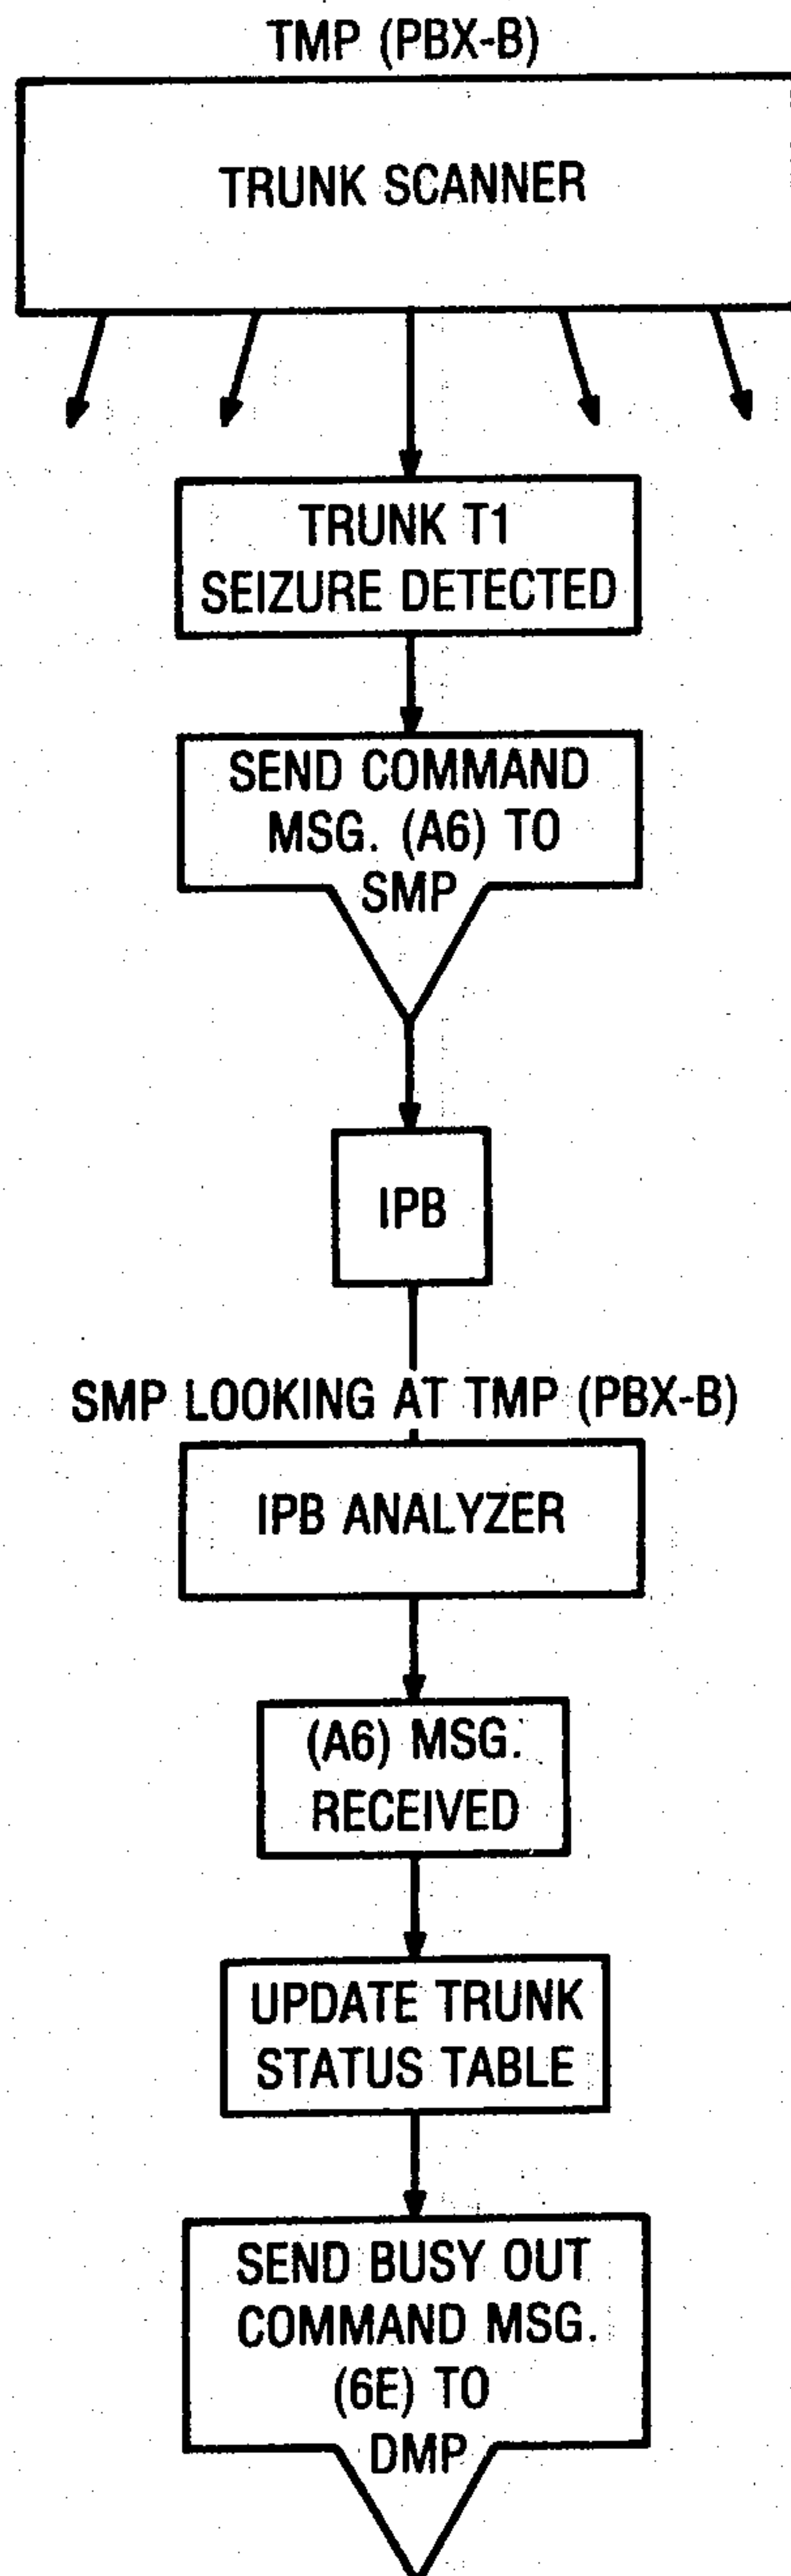 TMP (PBX-B)
TRUNK SCANNER
TRUNK T1
SEIZURE DETECTED
SEND COMMAND
MSG. (A6) TO
SMP
IPB
SMP LOOKING AT TMP (PBX-B)
IPB ANALYZER
(A6) MSG.
RECEIVED
UPDATE TRUNK
STATUS TABLE
SEND BUSY OUT
COMMAND MSG.
(6E) TO
DMP